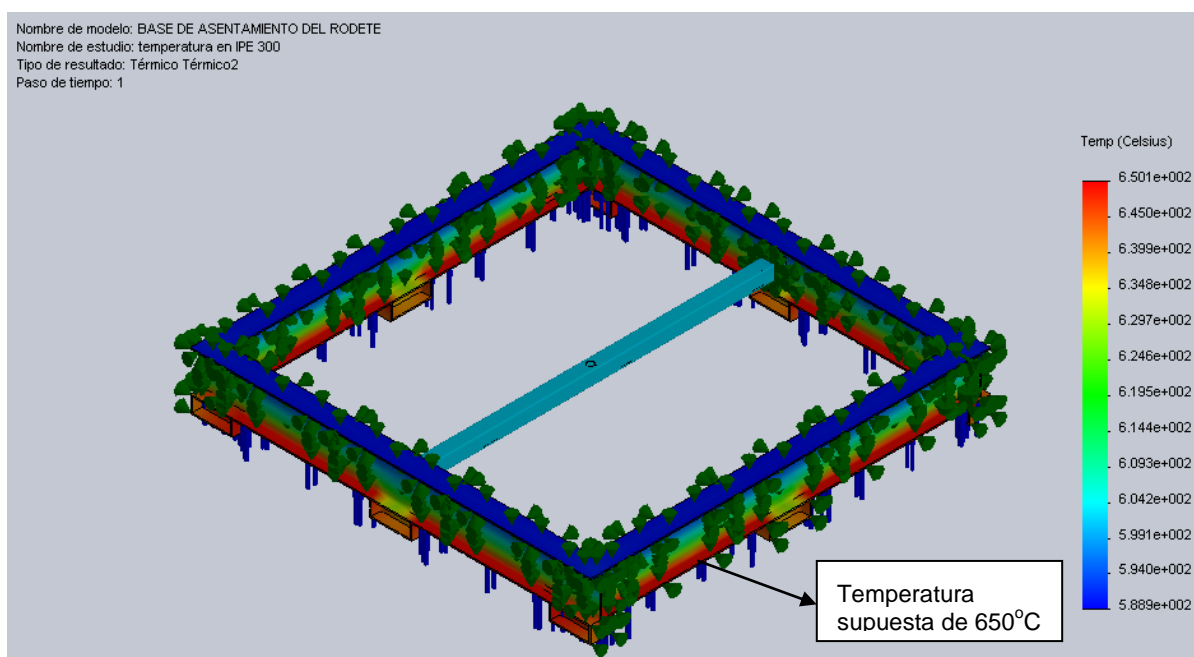 Nombre de modelo: BASE DE ASENTAMIENTO DEL RODETE
Nombre de estudio: temperatura en IPE 300
Tipo de resultado: Térmico Térmico2
Paso de tiempo: 1
Temp (Celsius)
6.501e+002
6.450e+002
6.399e+002
6.348e+002
6.297e+002
6.246e+002
6.195e+002
6.144e+002
6.093e+002
6.042e+002
5.991e+002
5.940e+002
5.889e+002
Temperatura
supuesta de 650°C